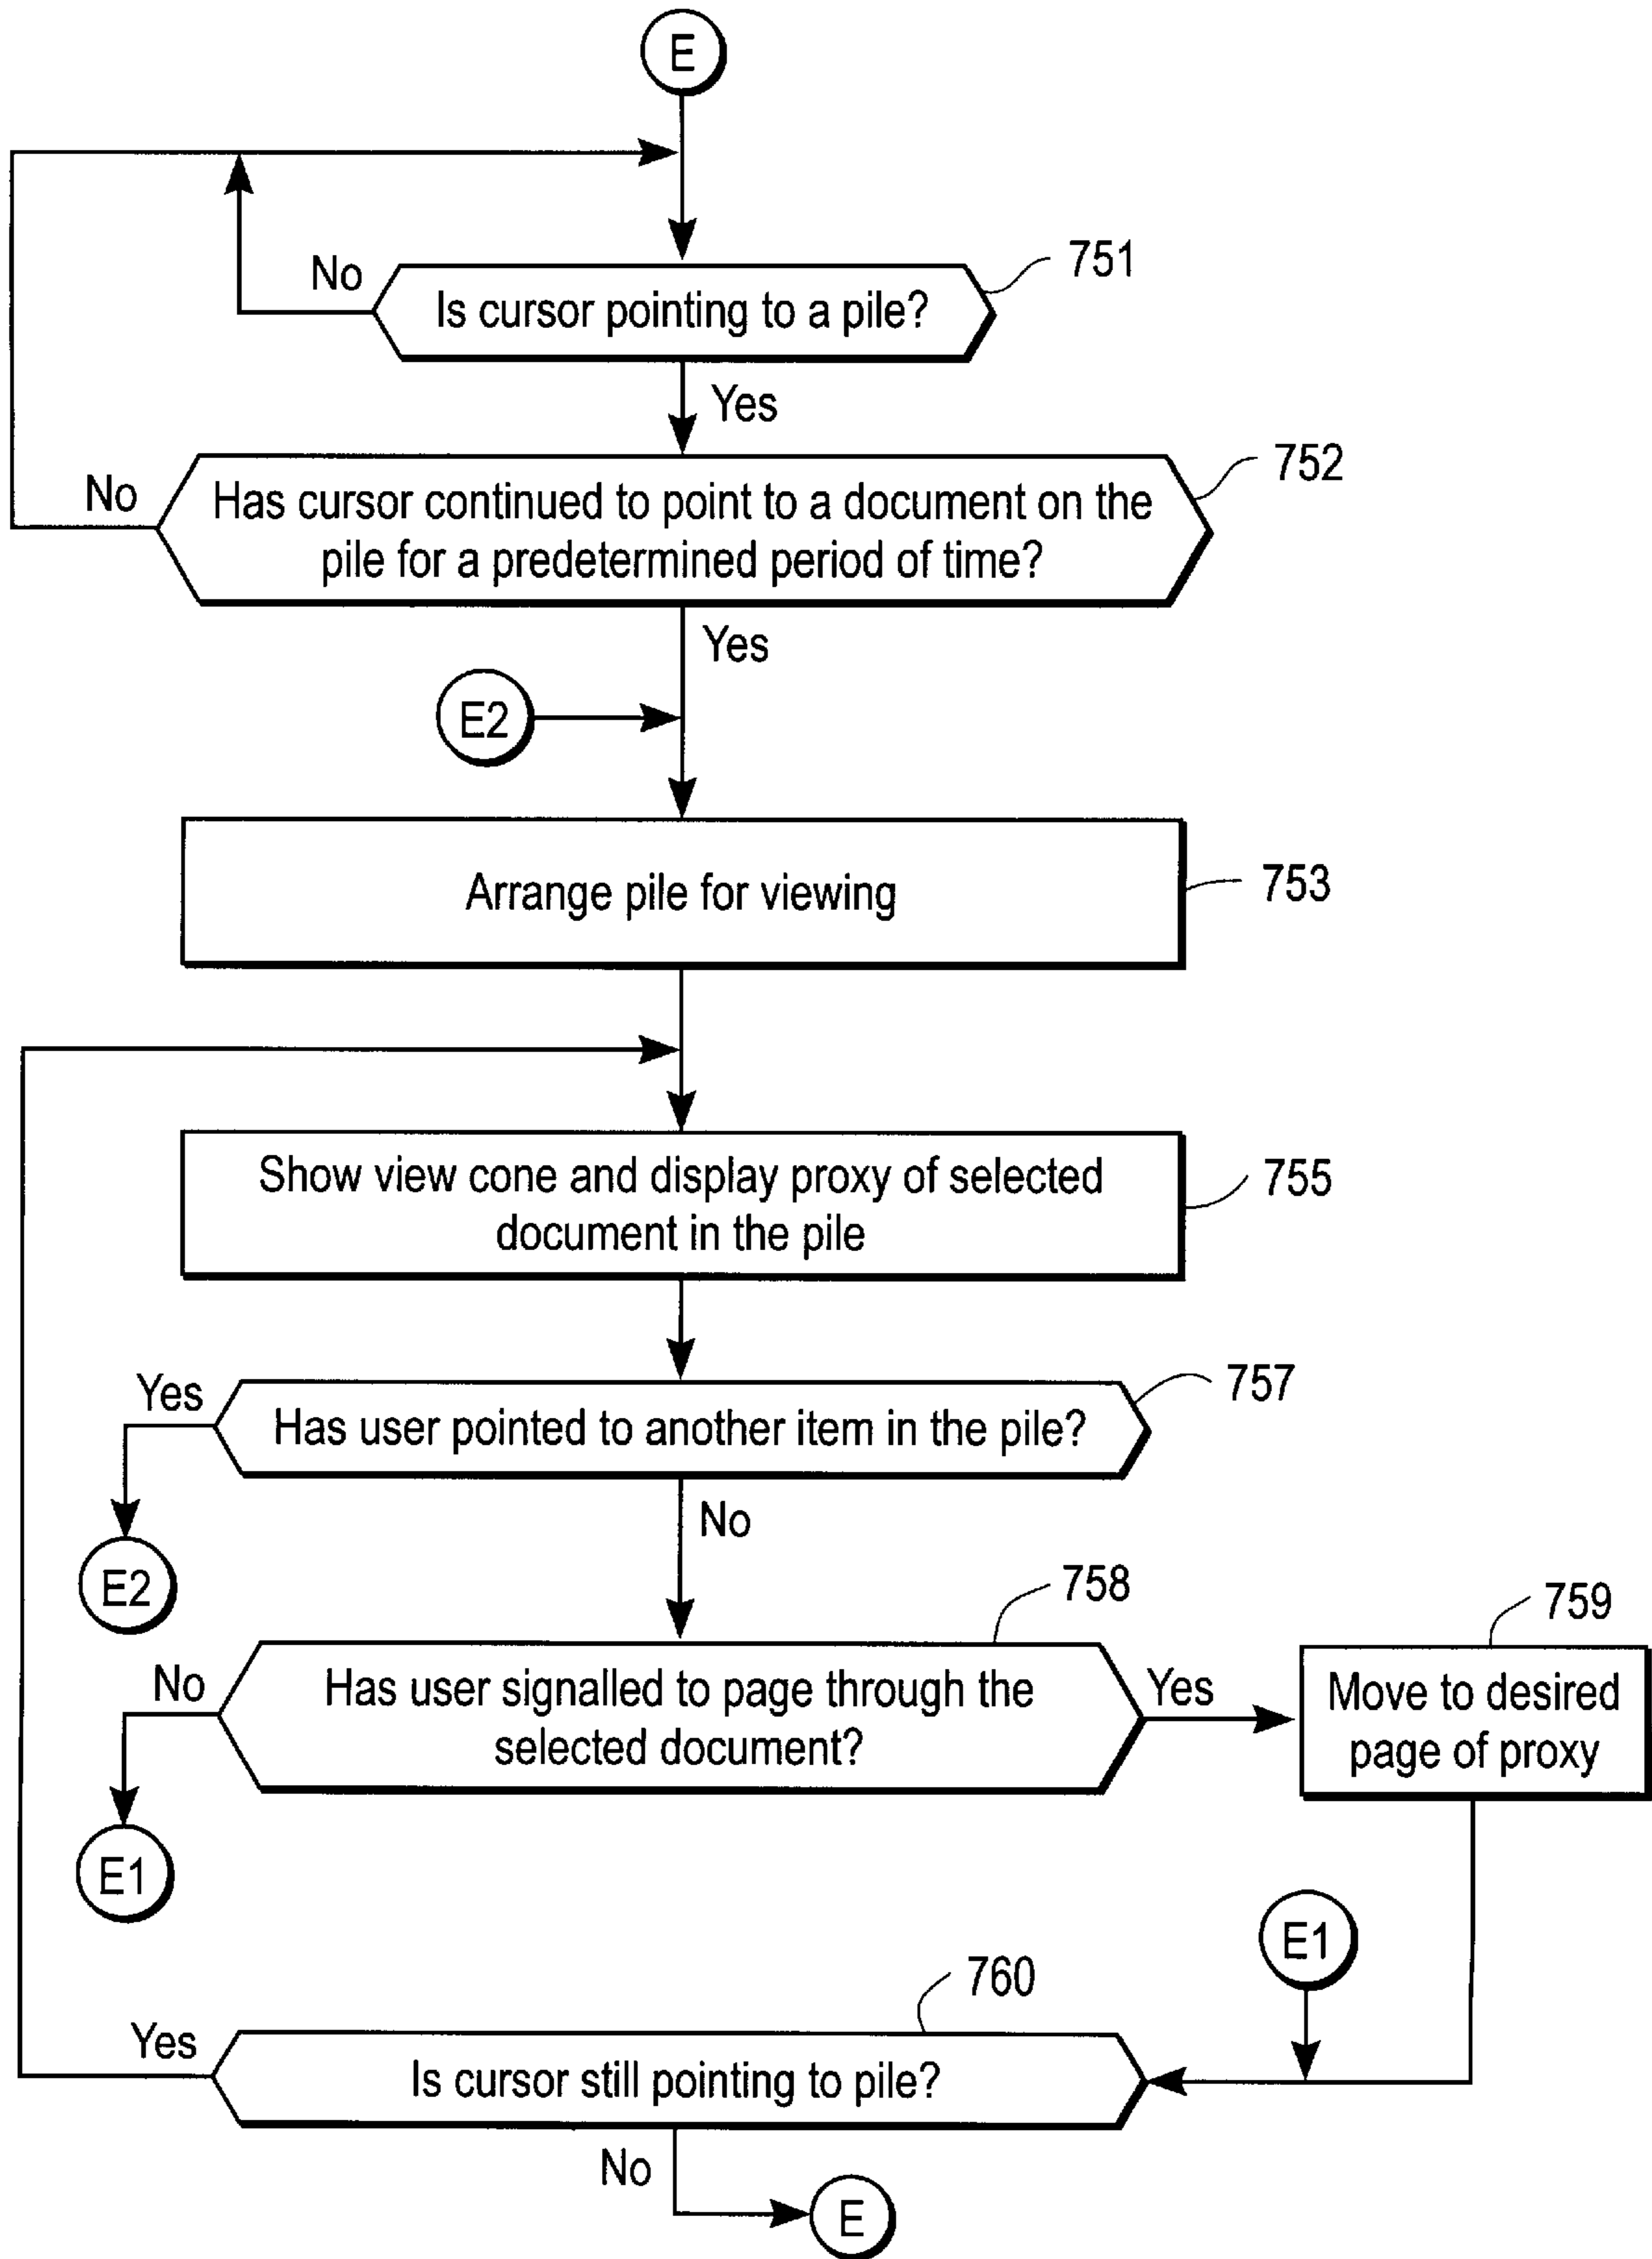 E
No
Is cursor pointing to a pile?
751
Yes
No
Has cursor continued to point to a document on the
pile for a predetermined period of time?
752
Yes
E2
Arrange pile for viewing
753
Show view cone and display proxy of selected
document in the pile
755
Yes
Has user pointed to another item in the pile?
757
No
E2
758
759
No
Has user signalled to page through the
selected document?
Yes
Move to desired
page of proxy
E1
E1
760
Yes
Is cursor still pointing to pile?
No
E